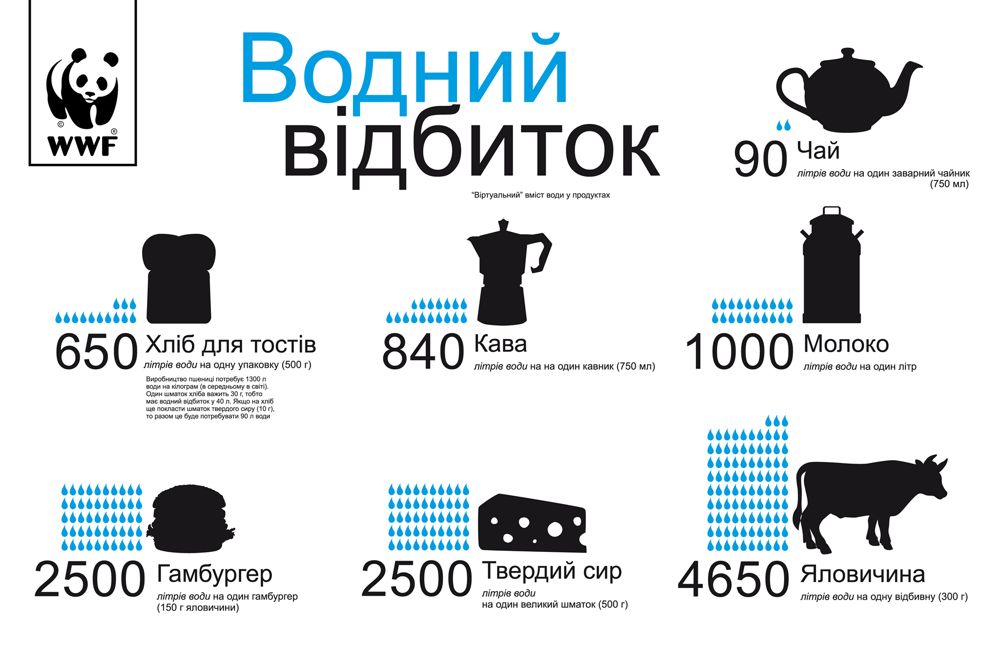 Водний
відбиток
“Віртуальний” вміст води у продуктах
©
®
WWF
90 Чай
літрів води на один заварний чайник
(750 мл)
650 Хліб для тостів
літрів води на одну упаковку (500 г)
Виробництво пшениці потребує 1300 л
води на кілограм (в середньому в світі).
Один шматок хліба важить 30 г, тобто
має водний відбиток у 40 л. Якщо на хліб
ще покласти шматок твердого сиру (10 г),
то разом це буде потребувати 90 л води
840 Кава
літрів води на на один кавник (750 мл)
1000 Молоко
літрів води на один літр
2500 Гамбургер
літрів води на один гамбургер
(150 г яловичини)
2500 Твердий сир
літрів води
на один великий шматок (500 г)
4650 Яловичина
літрів води на одну відбивну (300 г)